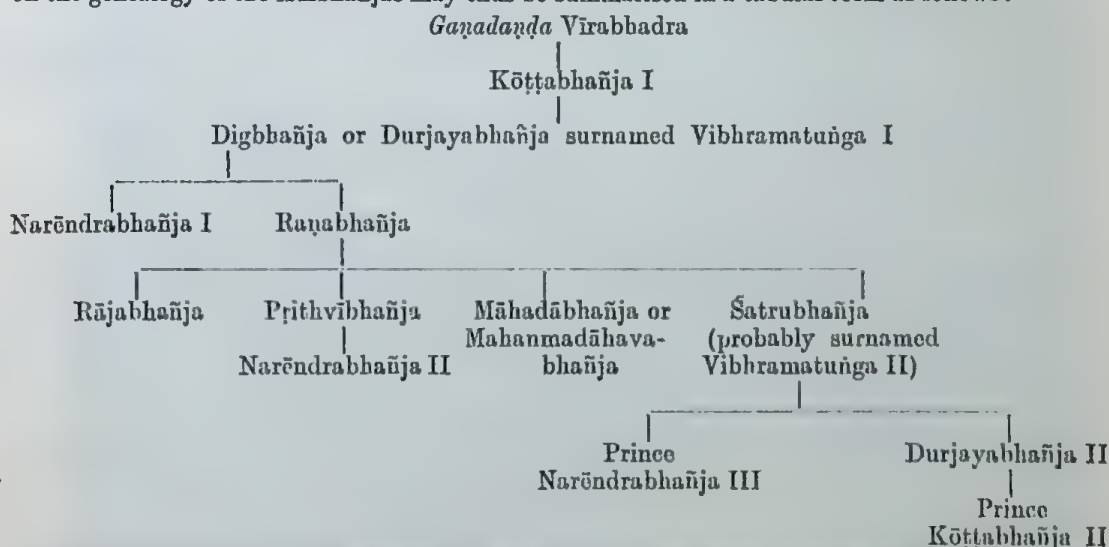 Gaṇadaṇḍa Vīrabhadra
Kōṭṭabhañja I
Digbhañja or Durjayabhañja surnamed Vibhramatuṅga I
Narēndrabhañja I Raṇabhañja
Rājabhañja Pṛithvībhañja Māhadābhañja or Śatrubhañja
Mahanmadāhava- (probably surnamed
Narēndrabhañja II bhañja Vibhramatuṅga II)
Prince Durjayabhañja II
Narēndrabhañja III
Prince
Kōṭṭabhañja II